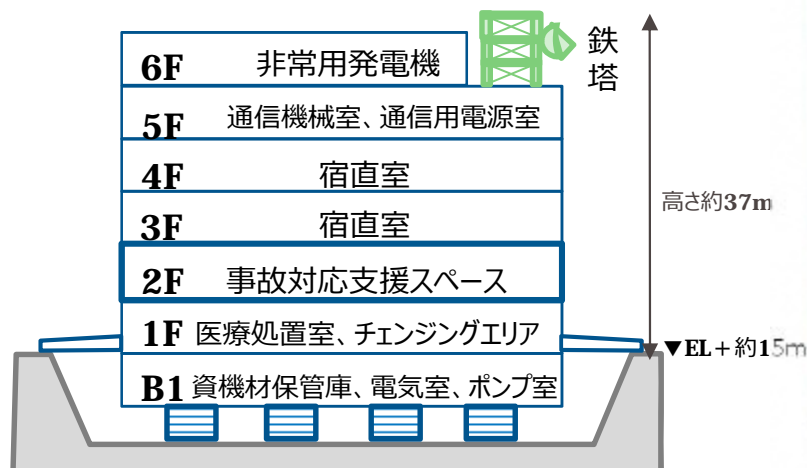 6F 非常用発電機
鉄塔
5F 通信機械室、通信用電源室
4F 宿直室
3F 宿直室
高さ約37m
2F 事故対応支援スペース
1F 医療処置室、チェンジングエリア
▼EL+約15m
B1 資機材保管庫、電気室、ポンプ室